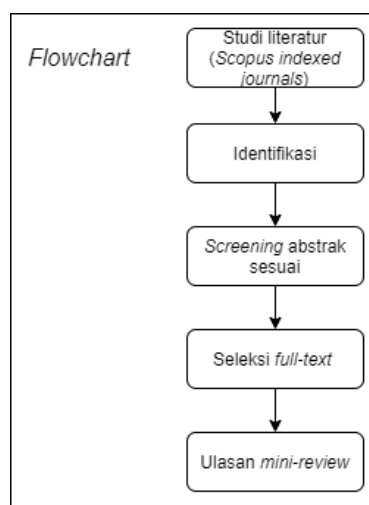 Flowchart
Studi literatur
(Scopus indexed
journals)
Identifikasi
Screening abstrak
sesuai
Seleksi full-text
Ulasan mini-review